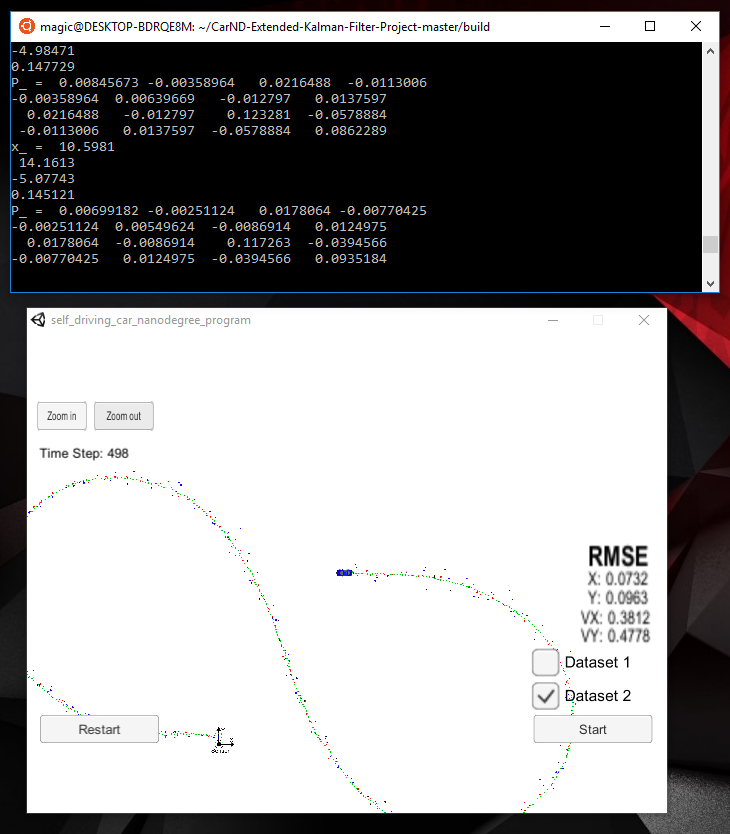 magic@DESKTOP-BDRQE8M: ~/CarND-Extended-Kalman-Filter-Project-master/build
-4.98471
0.147729
P_ =  0.00845673 -0.00358964   0.0216488  -0.0113006
-0.00358964  0.00639669   -0.012797   0.0137597
  0.0216488   -0.012797    0.123281  -0.0578884
 -0.0113006   0.0137597  -0.0578884   0.0862289
x_ =  10.5981
 14.1613
-5.07743
0.145121
P_ =  0.00699182 -0.00251124   0.0178064 -0.00770425
-0.00251124  0.00549624  -0.0086914   0.0124975
  0.0178064  -0.0086914    0.117263  -0.0394566
-0.00770425   0.0124975  -0.0394566   0.0935184
self_driving_car_nanodegree_program
Zoom in
Zoom out
Time Step: 498
RMSE
X: 0.0732
Y: 0.0963
VX: 0.3812
VY: 0.4778
Dataset 1
Dataset 2
Restart
Start